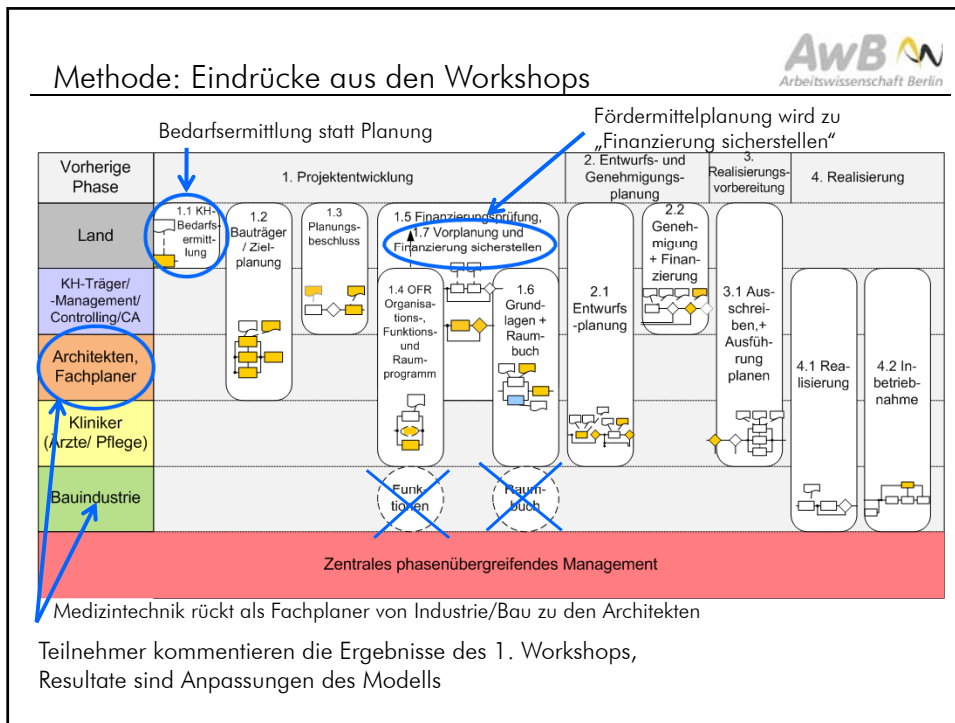 Methode: Eindrücke aus den Workshops
AwB
Arbeitswissenschaft Berlin
Bedarfsermittlung statt Planung
Fördermittelplanung wird zu
„Finanzierung sicherstellen“
Vorherige
Phase
1. Projektentwicklung
2. Entwurfs- und
Genehmigungs-
planung
3.
Realisierungs-
vorbereitung
4. Realisierung
Land
1.1 KH-
Bedarfs-
ermitt-
lung
1.2
Bauträger
/ Ziel-
planung
1.3
Planungs-
beschluss
1.5 Finanzierungsprüfung,
1.7 Vorplanung und
Finanzierung sicherstellen
2.2
Geneh-
migung
+ Finan-
zierung
KH-Träger/
-Management/
Controlling/CA
1.4 OFR
Organisa-
tions-,
Funktions-
und
Raum-
programm
1.6
Grund-
lagen +
Raum-
buch
2.1
Entwurfs
-planung
3.1 Aus-
schrei-
ben,+
Ausfüh-
rung
planen
Architekten,
Fachplaner
4.1 Rea-
lisierung
4.2 In-
betrieb-
nahme
Kliniker
(Ärzte/ Pflege)
Bauindustrie
Funk-
tionen
Raum-
buch
Zentrales phasenübergreifendes Management
Medizintechnik rückt als Fachplaner von Industrie/Bau zu den Architekten
Teilnehmer kommentieren die Ergebnisse des 1. Workshops,
Resultate sind Anpassungen des Modells